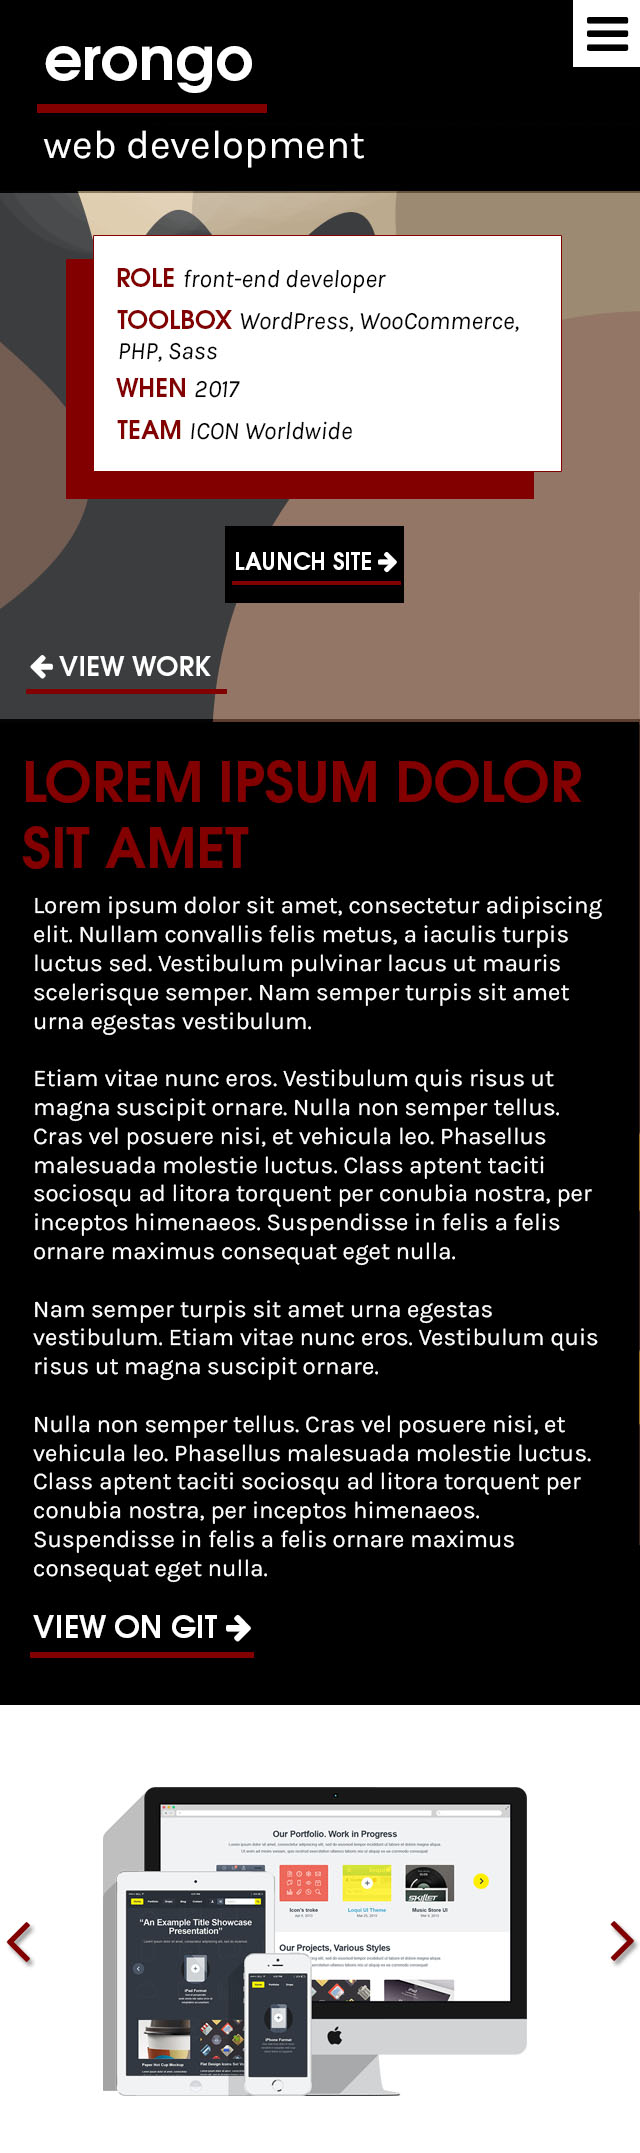 erongo
web development
ROLE front-end developer
TOOLBOX WordPress, WooCommerce,
PHP, Sass
WHEN 2017
TEAM ICON Worldwide
LAUNCH SITE
VIEW WORK
LOREM IPSUM DOLOR
SIT AMET
Lorem ipsum dolor sit amet, consectetur adipiscing
elit. Nullam convallis felis metus, a iaculis turpis
luctus sed. Vestibulum pulvinar lacus ut mauris
scelerisque semper. Nam semper turpis sit amet
urna egestas vestibulum.
Etiam vitae nunc eros. Vestibulum quis risus ut
magna suscipit ornare. Nulla non semper tellus.
Cras vel posuere nisi, et vehicula leo. Phasellus
malesuada molestie luctus. Class aptent taciti
sociosqu ad litora torquent per conubia nostra, per
inceptos himenaeos. Suspendisse in felis a felis
ornare maximus consequat eget nulla.
Nam semper turpis sit amet urna egestas
vestibulum. Etiam vitae nunc eros. Vestibulum quis
risus ut magna suscipit ornare.
Nulla non semper tellus. Cras vel posuere nisi, et
vehicula leo. Phasellus malesuada molestie luctus.
Class aptent taciti sociosqu ad litora torquent per
conubia nostra, per inceptos himenaeos.
Suspendisse in felis a felis ornare maximus
consequat eget nulla.
VIEW ON GIT
Our Portfolio. Work in Progress
SKILLET
Icon's troke
Loqui UI Theme
Music Store UI
"An Example Title Showcase
Presentation"
Our Projects, Various Styles
iPad Format
iPhone Format
Paper Hot Cup Mockup